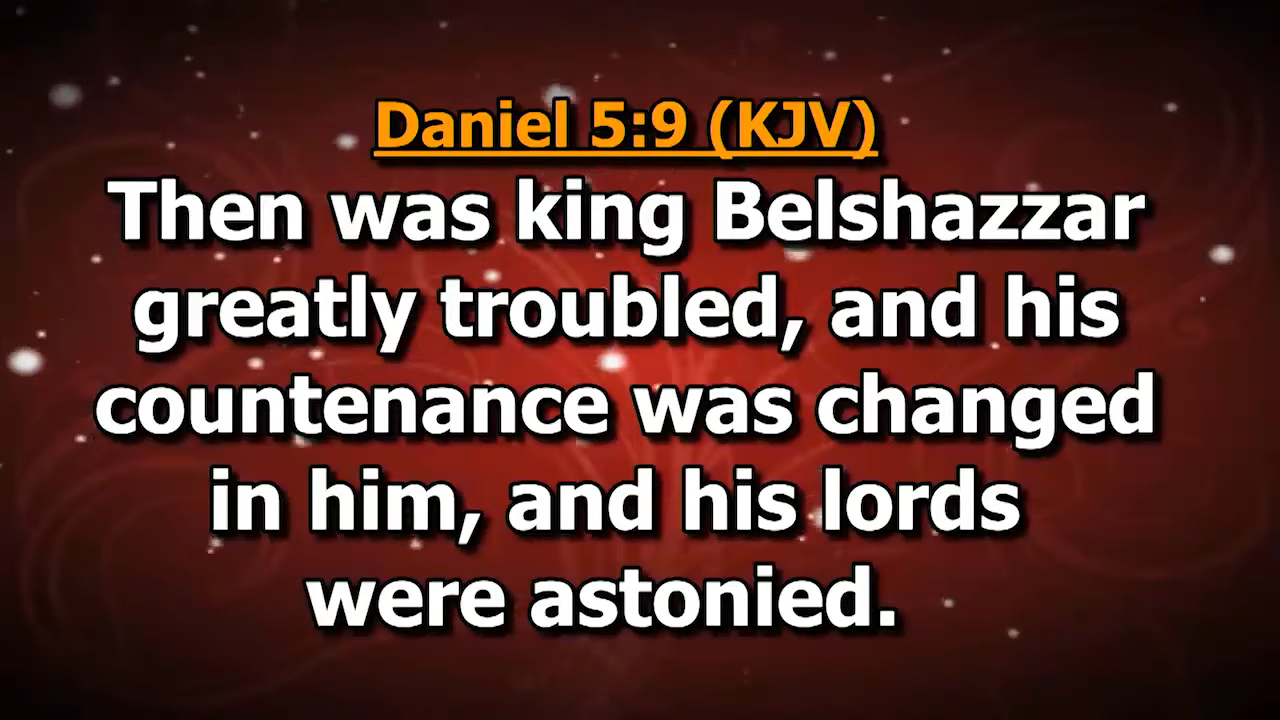 Daniel 5:9 (KJV)
Then was king Belshazzar
greatly troubled, and his
countenance was changed
in him, and his lords
were astonied.